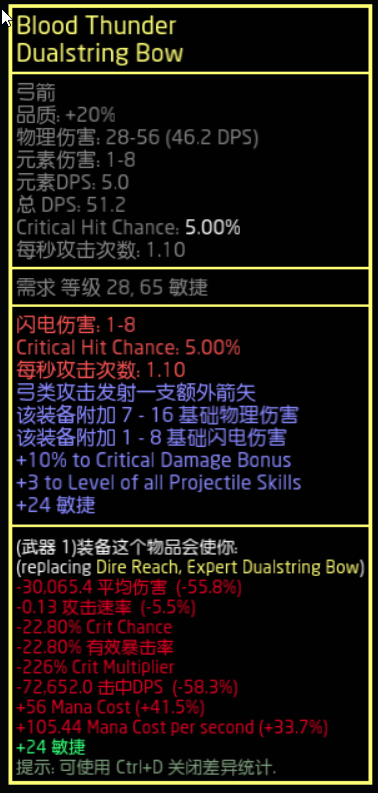 Blood Thunder
Dualstring Bow
弓箭
品质: +20%
物理伤害: 28-56 (46.2 DPS)
元素伤害: 1-8
元素DPS: 5.0
总 DPS: 51.2
Critical Hit Chance: 5.00%
每秒攻击次数: 1.10
需求 等级 28, 65 敏捷
闪电伤害: 1-8
Critical Hit Chance: 5.00%
每秒攻击次数: 1.10
弓类攻击发射一支额外箭矢
该装备附加 7 - 16 基础物理伤害
该装备附加 1 - 8 基础闪电伤害
+10% to Critical Damage Bonus
+3 to Level of all Projectile Skills
+24 敏捷
(武器 1)装备这个物品会使你:
(replacing Dire Reach, Expert Dualstring Bow)
-30,065.4 平均伤害 (-55.8%)
-0.13 攻击速率 (-5.5%)
-22.80% Crit Chance
-22.80% 有效暴击率
-226% Crit Multiplier
-72,652.0 击中DPS (-58.3%)
+56 Mana Cost (+41.5%)
+105.44 Mana Cost per second (+33.7%)
+24 敏捷
提示: 可使用 Ctrl+D 关闭差异统计.